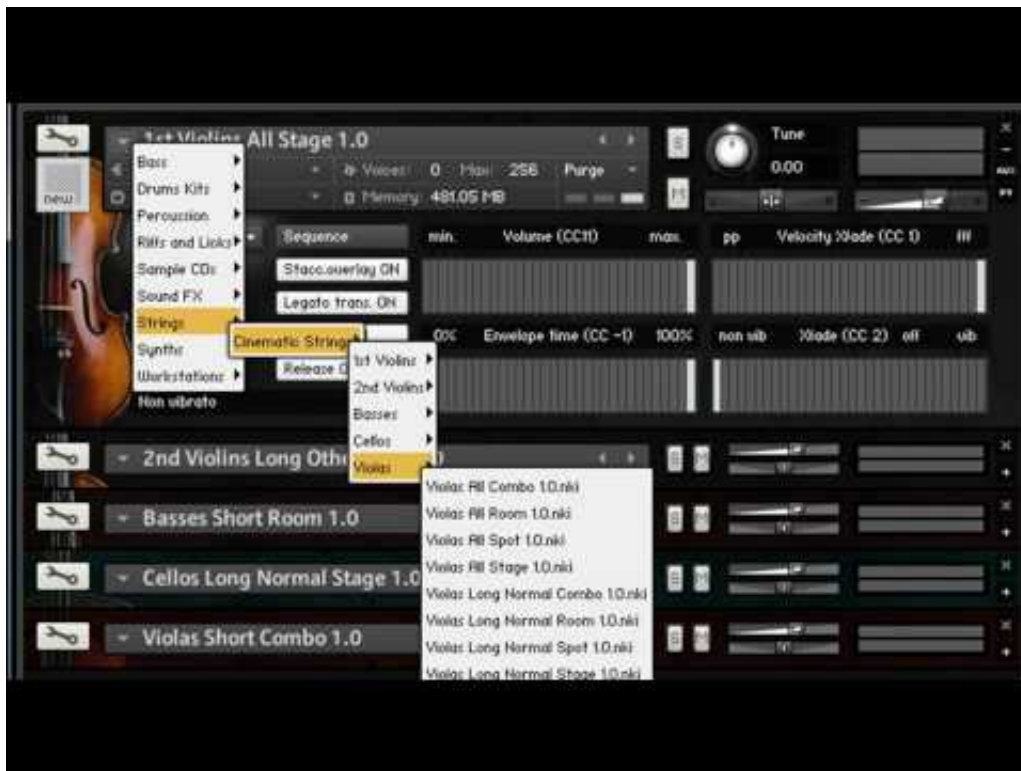 1st Violins All Stage 1.0
Tune
0.00
new
Voices: 0 Max: 256 Purge
Memory: 481.05 MB
Bass
Drums Kits
Percussion
Riffs and Licks
Sample CDs
Sound FX
Strings
Synths
Workstations
Non vibrato
Sequence
Stacc.overlay ON
Legato trans. ON
Release
min. Volume (CC11) max.
pp Velocity Xfade (CC 1) fff
0% Envelope time (CC -1) 100%
non vib Xfade (CC 2) off vib
Cinematic Strings
1st Violins
2nd Violins
Basses
Cellos
Violas
Violas All Combo 1.0.nki
Violas All Room 1.0.nki
Violas All Spot 1.0.nki
Violas All Stage 1.0.nki
Violas Long Normal Combo 1.0.nki
Violas Long Normal Room 1.0.nki
Violas Long Normal Spot 1.0.nki
Violas Long Normal Stage 1.0.nki
2nd Violins Long
Basses Short Room 1.0
Cellos Long Normal Stage 1.0
Violas Short Combo 1.0